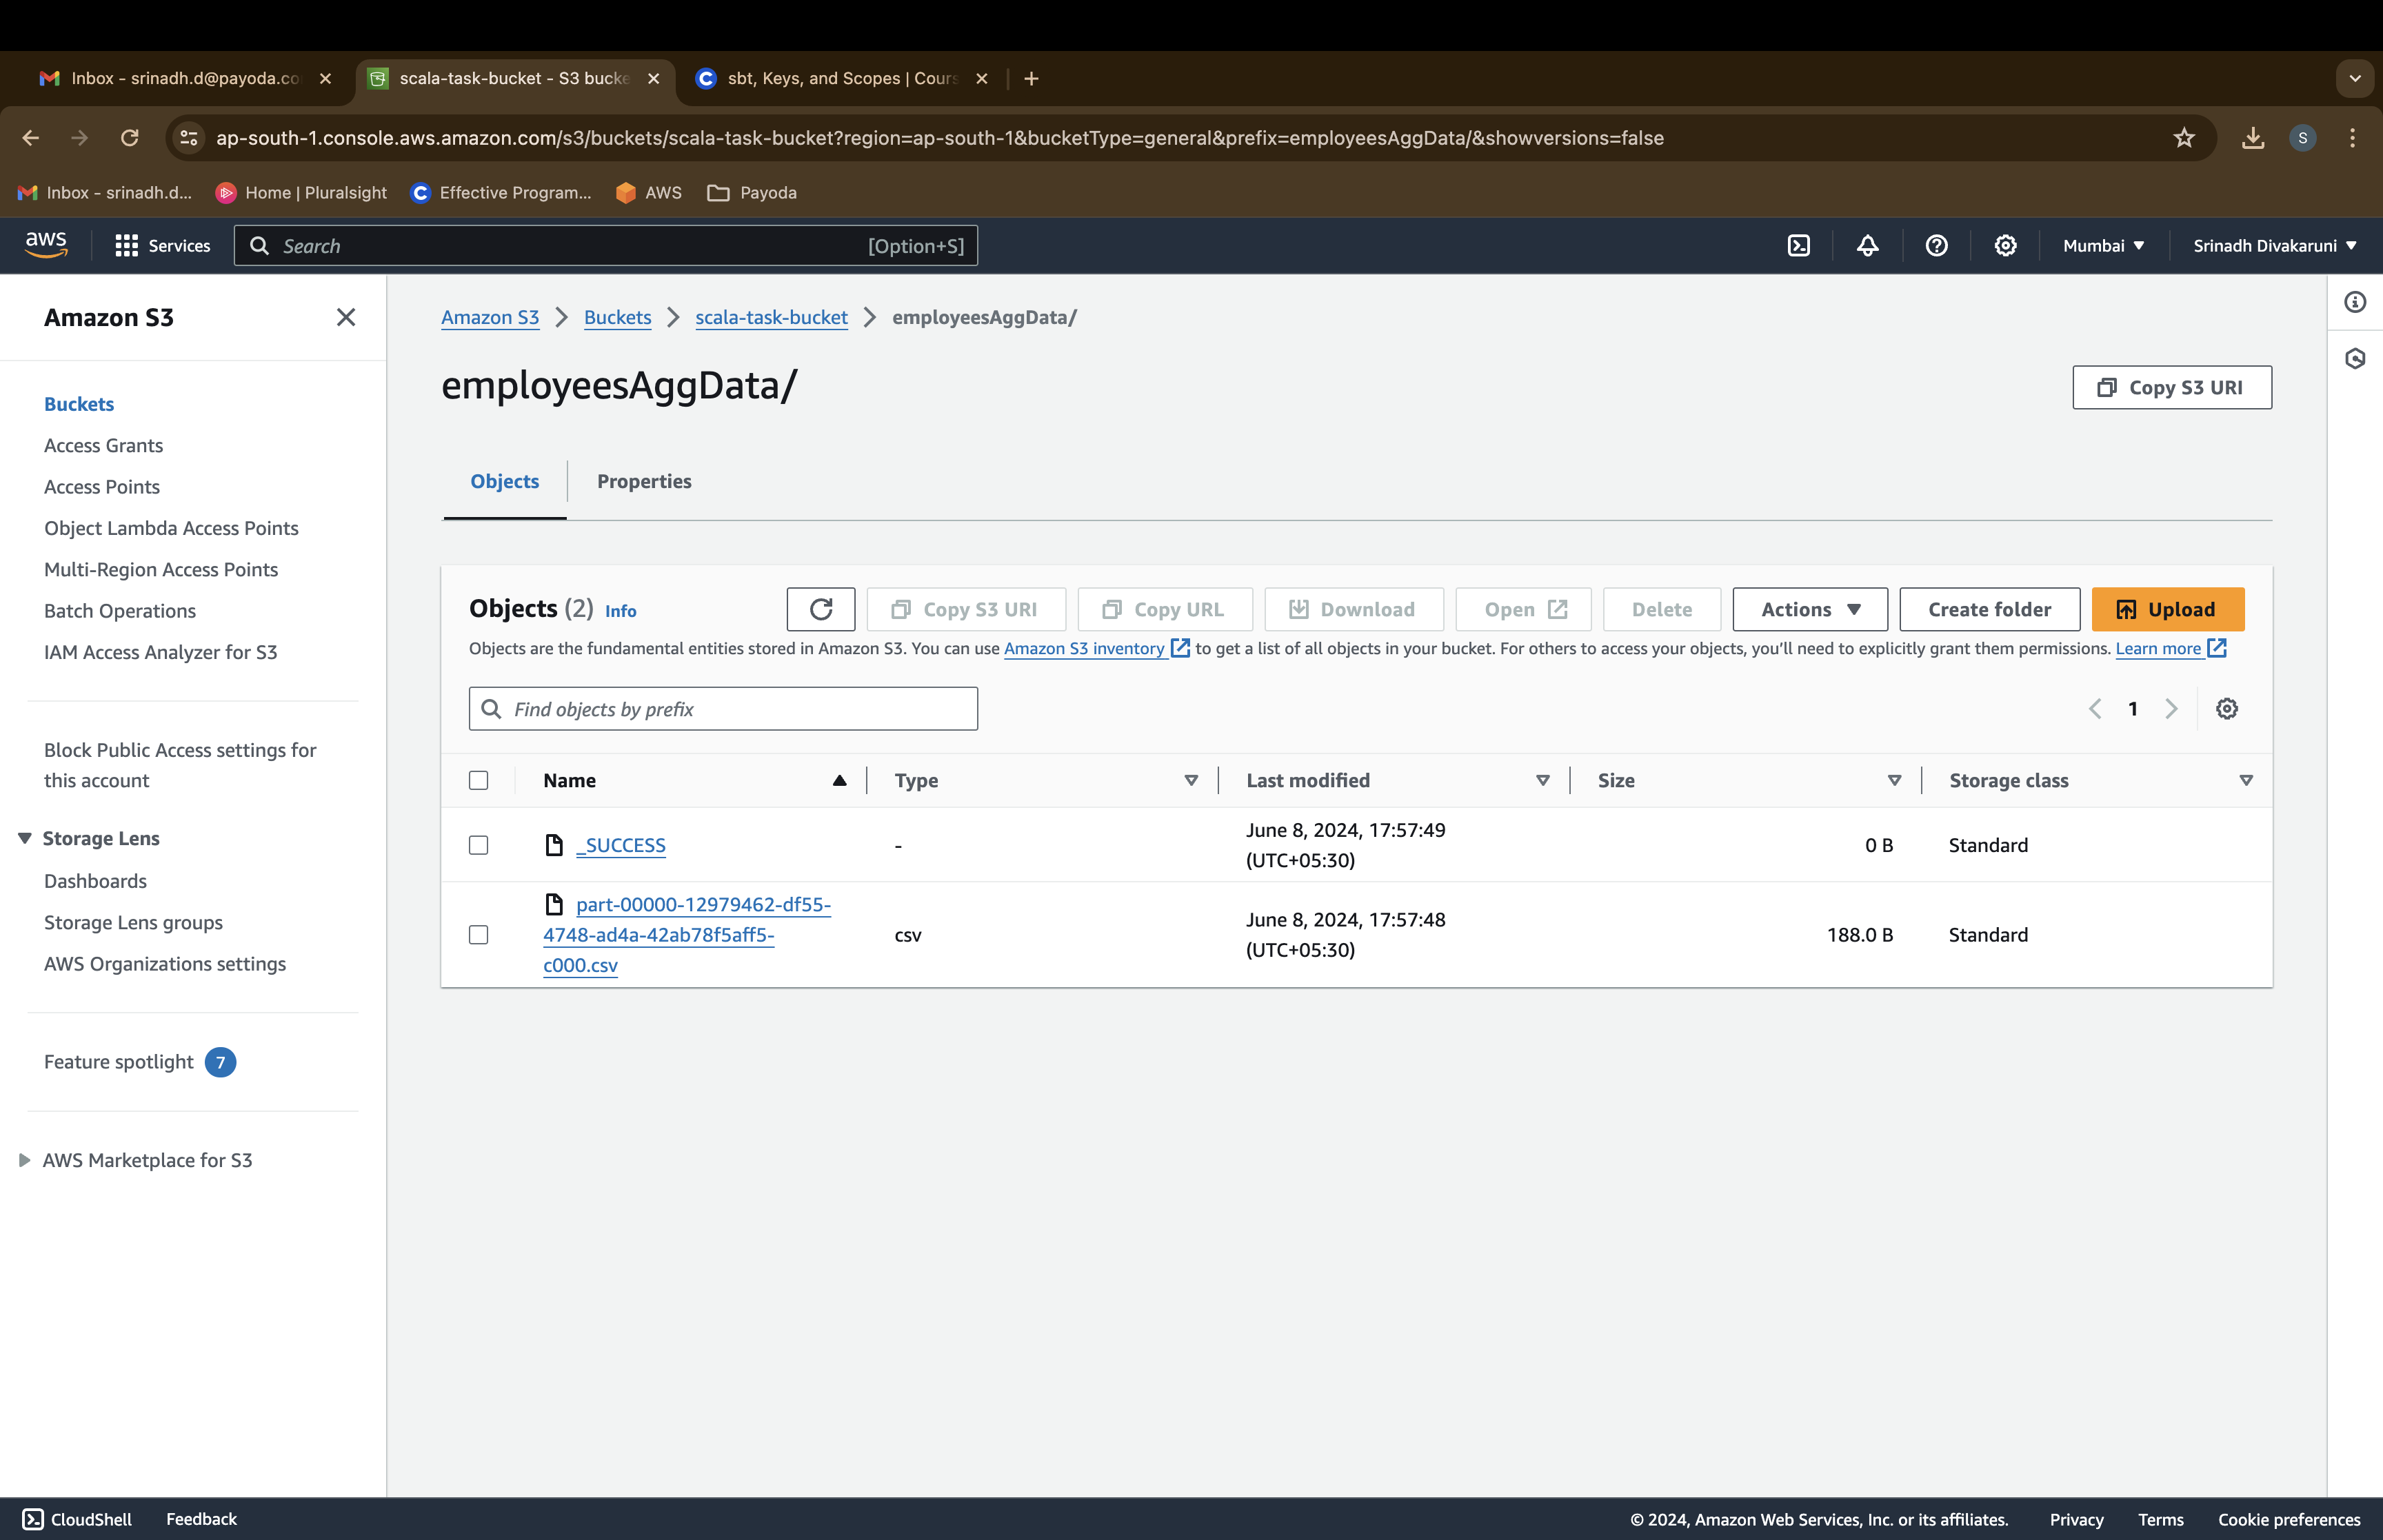 Inbox - srinadh.d@payoda.co
scala-task-bucket - S3 bucke
sbt, Keys, and Scopes | Cours
ap-south-1.console.aws.amazon.com/s3/buckets/scala-task-bucket?region=ap-south-1&bucketType=general&prefix=employeesAggData/&showversions=false
S
Inbox - srinadh.d...
Home | Pluralsight
Effective Program...
AWS
Payoda
aws
Services
Search
[Option+S]
Mumbai
Srinadh Divakaruni
Amazon S3
Buckets
Access Grants
Access Points
Object Lambda Access Points
Multi-Region Access Points
Batch Operations
IAM Access Analyzer for S3
Block Public Access settings for
this account
Storage Lens
Dashboards
Storage Lens groups
AWS Organizations settings
Feature spotlight 7
AWS Marketplace for S3
Amazon S3 > Buckets > scala-task-bucket > employeesAggData/
employeesAggData/
Copy S3 URI
Objects
Properties
Objects (2) Info
Copy S3 URI
Copy URL
Download
Open
Delete
Actions
Create folder
Upload
Objects are the fundamental entities stored in Amazon S3. You can use Amazon S3 inventory to get a list of all objects in your bucket. For others to access your objects, you'll need to explicitly grant them permissions. Learn more
Find objects by prefix
1
Name
Type
Last modified
Size
Storage class
_SUCCESS
-
June 8, 2024, 17:57:49
(UTC+05:30)
0 B
Standard
part-00000-12979462-df55-
4748-ad4a-42ab78f5aff5-
c000.csv
csv
June 8, 2024, 17:57:48
(UTC+05:30)
188.0 B
Standard
CloudShell
Feedback
© 2024, Amazon Web Services, Inc. or its affiliates.
Privacy
Terms
Cookie preferences